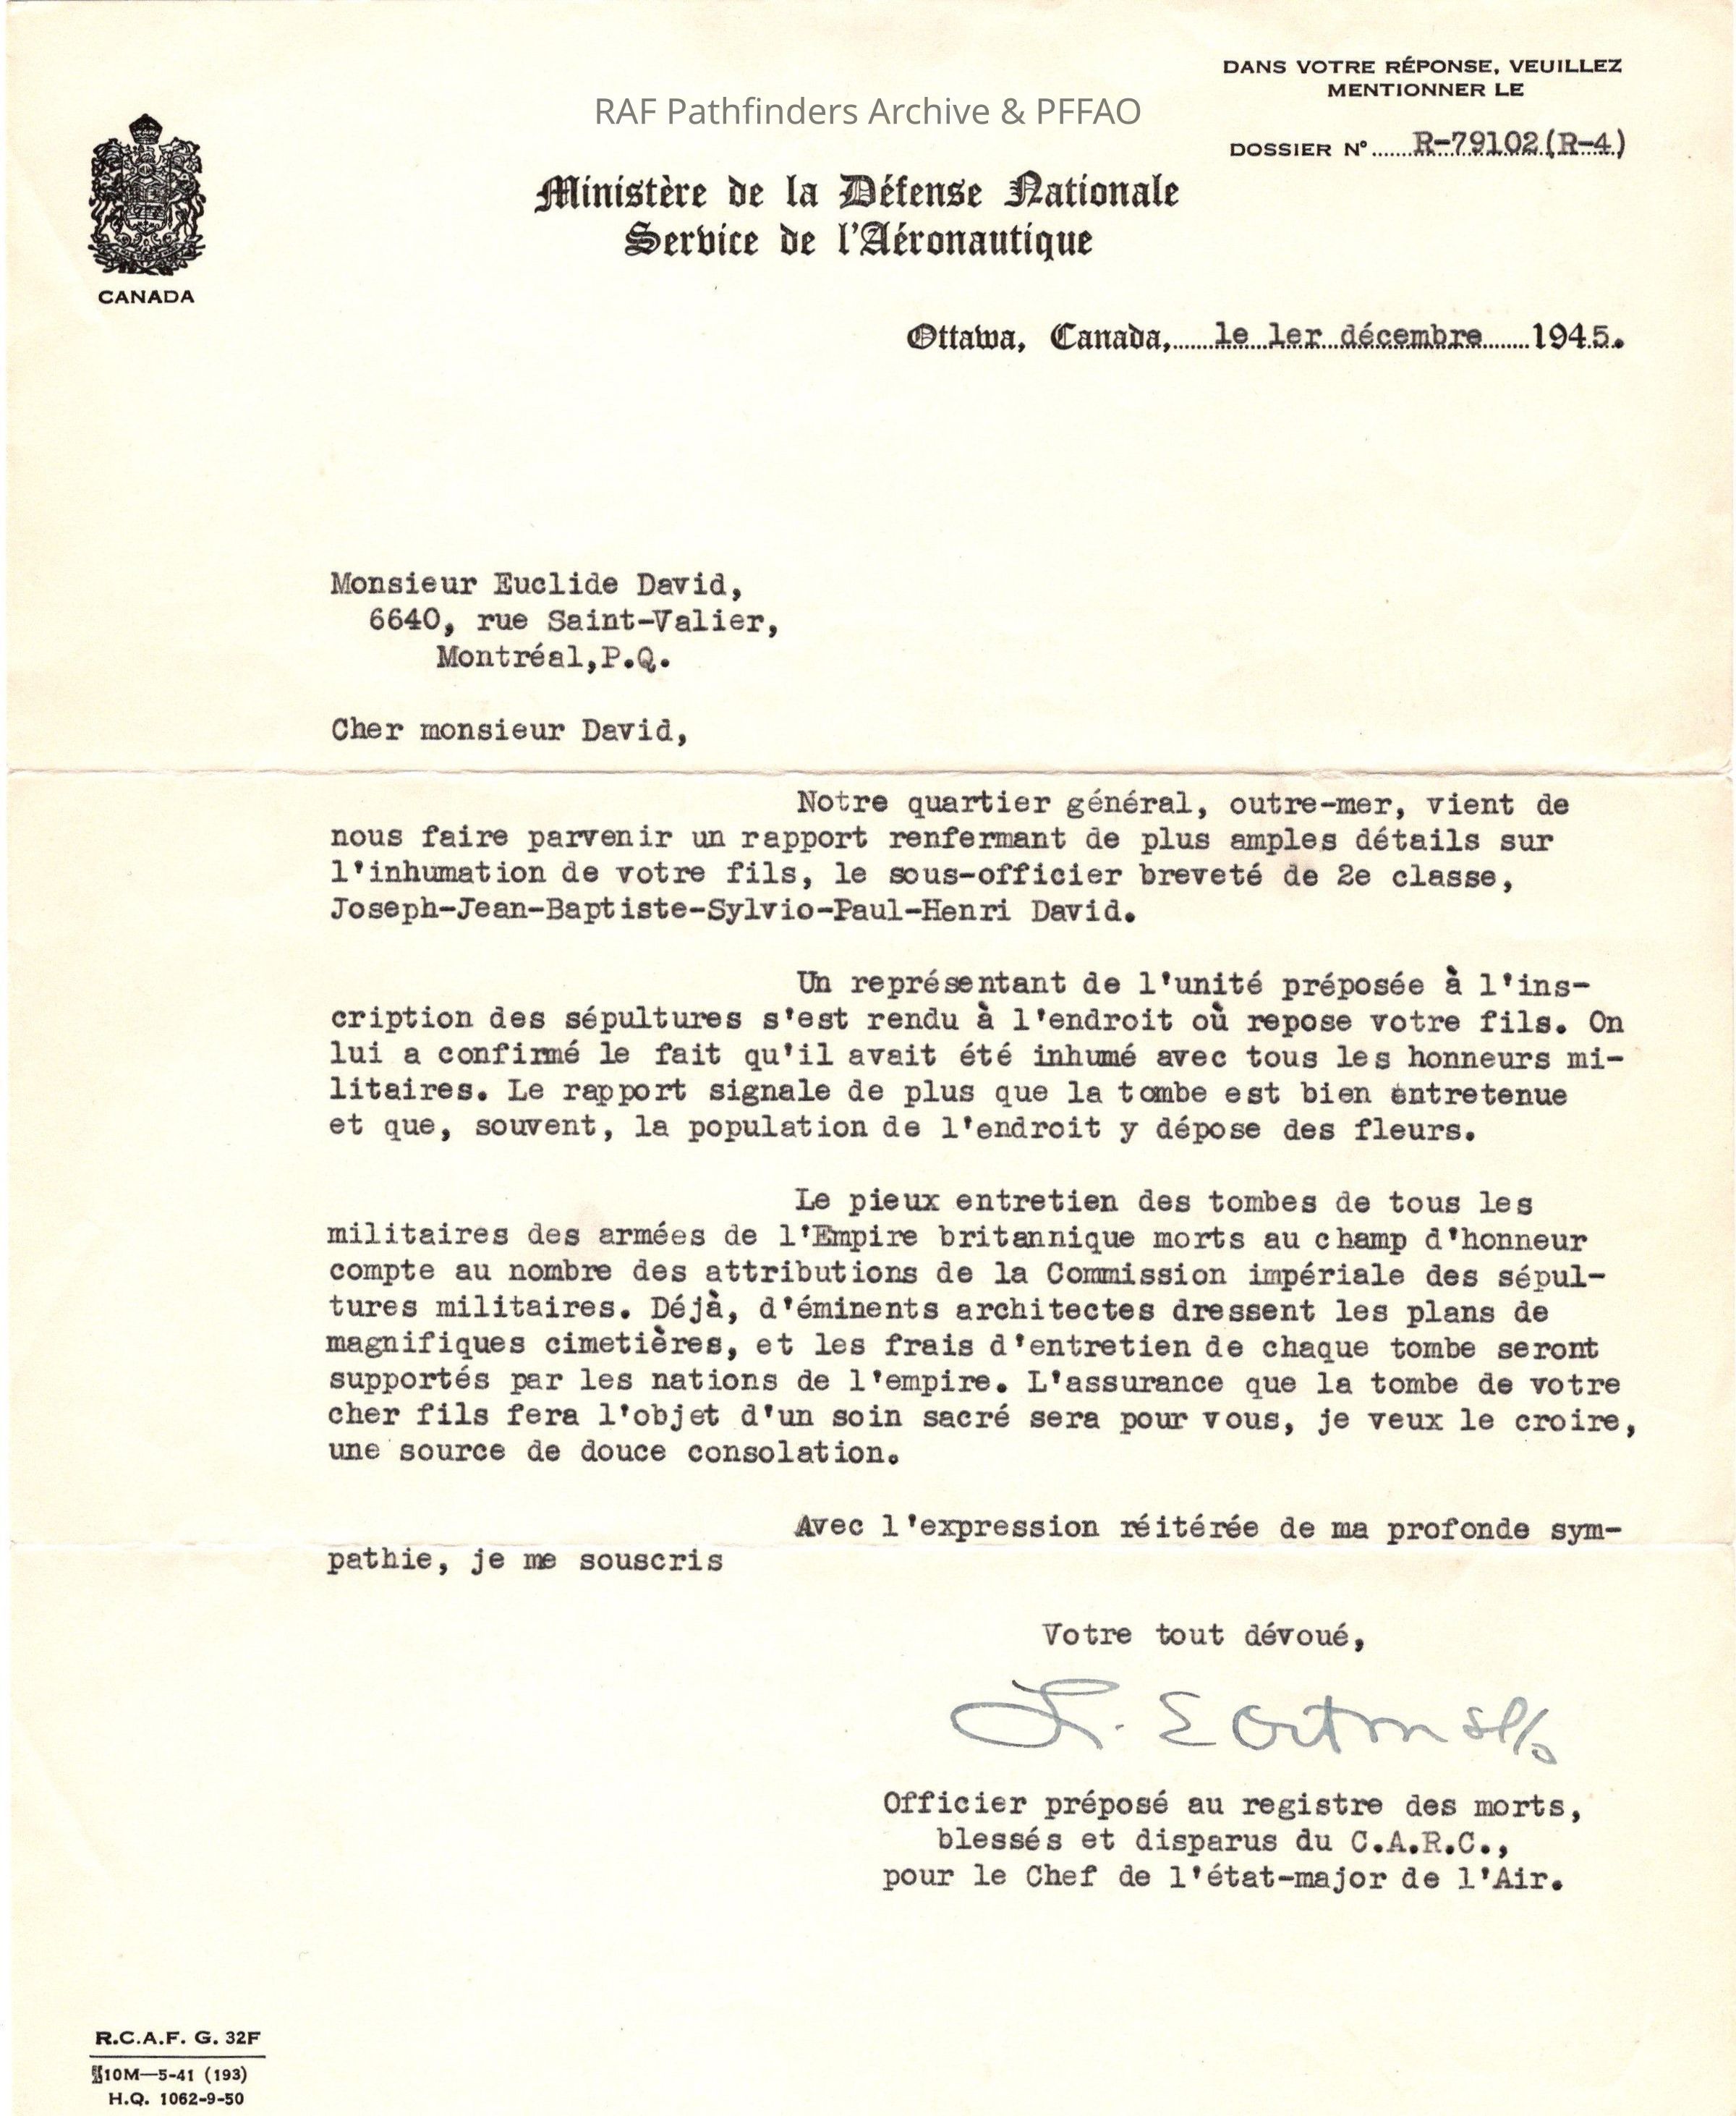 DANS VOTRE RÉPONSE, VEUILLEZ
MENTIONNER LE
RAF Pathfinders Archive & PFFAO
DOSSIER Nº R-79102(R-4)
Ministère de la Défense Nationale
Service de l'Aéronautique
CANADA
Ottawa, Canada, le 1er décembre 1945.
Monsieur Euclide David,
6640, rue Saint-Valier,
Montréal,P.Q.
Cher monsieur David,
Notre quartier général, outre-mer, vient de
nous faire parvenir un rapport renfermant de plus amples détails sur
l'inhumation de votre fils, le sous-officier breveté de 2e classe,
Joseph-Jean-Baptiste-Sylvio-Paul-Henri David.
Un représentant de l'unité préposée à l'ins-
cription des sépultures s'est rendu à l'endroit où repose votre fils. On
lui a confirmé le fait qu'il avait été inhumé avec tous les honneurs mi-
litaires. Le rapport signale de plus que la tombe est bien entretenue
et que, souvent, la population de l'endroit y dépose des fleurs.
Le pieux entretien des tombes de tous les
militaires des armées de l'Empire britannique morts au champ d'honneur
compte au nombre des attributions de la Commission impériale des sépul-
tures militaires. Déjà, d'éminents architectes dressent les plans de
magnifiques cimetières, et les frais d'entretien de chaque tombe seront
supportés par les nations de l'empire. L'assurance que la tombe de votre
cher fils fera l'objet d'un soin sacré sera pour vous, je veux le croire,
une source de douce consolation.
Avec l'expression réitérée de ma profonde sym-
pathie, je me souscris
Votre tout dévoué,
Officier préposé au registre des morts,
blessés et disparus du C.A.R.C.,
pour le Chef de l'état-major de l'Air.
R.C.A.F. G. 32F
10M—5-41 (193)
H.Q. 1062-9-50